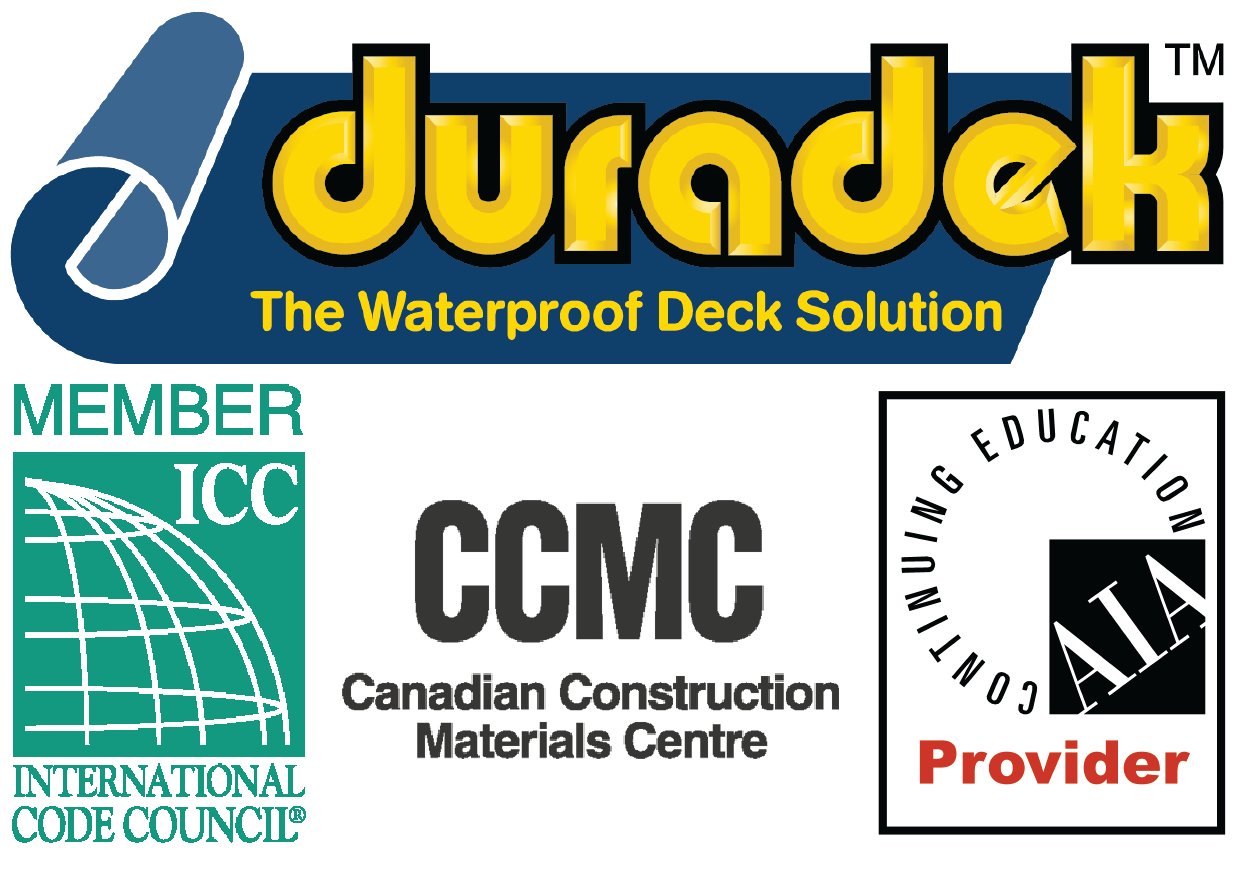 duradek™
The Waterproof Deck Solution
MEMBER
ICC
INTERNATIONAL
CODE COUNCIL®
CCMC
Canadian Construction
Materials Centre
CONTINUING EDUCATION
AIA
Provider